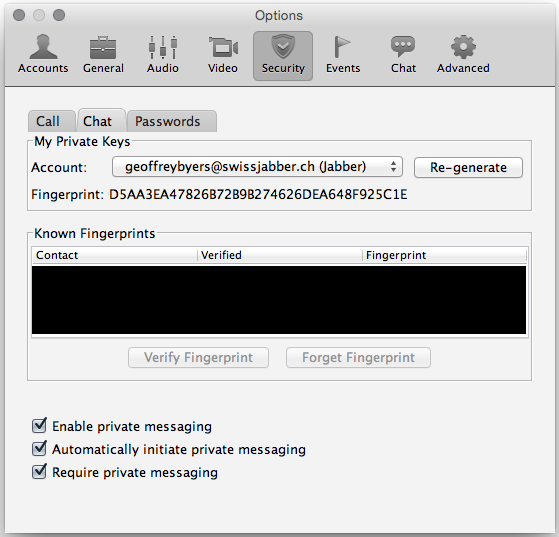 Options
Accounts General Audio Video Security Events Chat Advanced
Call Chat Passwords
My Private Keys
Account: geoffreybyers@swissjabber.ch (Jabber) Re-generate
Fingerprint: D5AA3EA47826B72B9B274626DEA648F925C1E
Known Fingerprints
Contact Verified Fingerprint
Verify Fingerprint Forget Fingerprint
Enable private messaging
Automatically initiate private messaging
Require private messaging